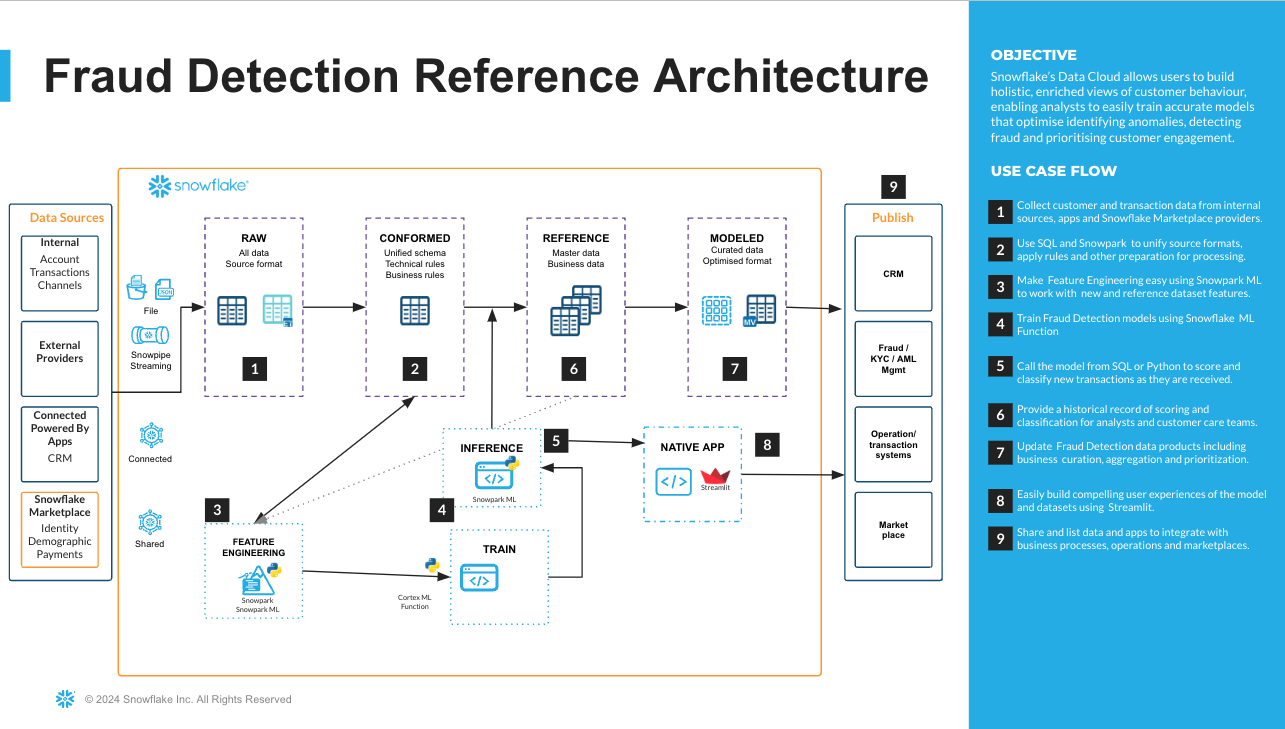 Fraud Detection Reference Architecture
snowflake®
Data Sources
Internal
Account
Transactions
Channels
External
Providers
Connected
Powered By
Apps
CRM
Snowflake
Marketplace
Identity
Demographic
Payments
JSON
File
Snowpipe
Streaming
Connected
Shared
RAW
All data
Source format
1
CONFORMED
Unified schema
Technical rules
Business rules
2
REFERENCE
Master data
Business data
6
MODELED
Curated data
Optimised format
MV
7
3
FEATURE
ENGINEERING
Snowpark
Snowpark ML
4
Cortex ML
Function
TRAIN
INFERENCE
Snowpark ML
5
NATIVE APP
Streamlit
8
9
Publish
CRM
Fraud /
KYC / AML
Mgmt
Operation/
transaction
systems
Market
place
© 2024 Snowflake Inc. All Rights Reserved
OBJECTIVE
Snowflake's Data Cloud allows users to build
holistic, enriched views of customer behaviour,
enabling analysts to easily train accurate models
that optimise identifying anomalies, detecting
fraud and prioritising customer engagement.
USE CASE FLOW
1 Collect customer and transaction data from internal
sources, apps and Snowflake Marketplace providers.
2 Use SQL and Snowpark to unify source formats,
apply rules and other preparation for processing.
3 Make Feature Engineering easy using Snowpark ML
to work with new and reference dataset features.
4 Train Fraud Detection models using Snowflake ML
Function
5 Call the model from SQL or Python to score and
classify new transactions as they are received.
6 Provide a historical record of scoring and
classification for analysts and customer care teams.
7 Update Fraud Detection data products including
business curation, aggregation and prioritization.
8 Easily build compelling user experiences of the model
and datasets using Streamlit.
9 Share and list data and apps to integrate with
business processes, operations and marketplaces.